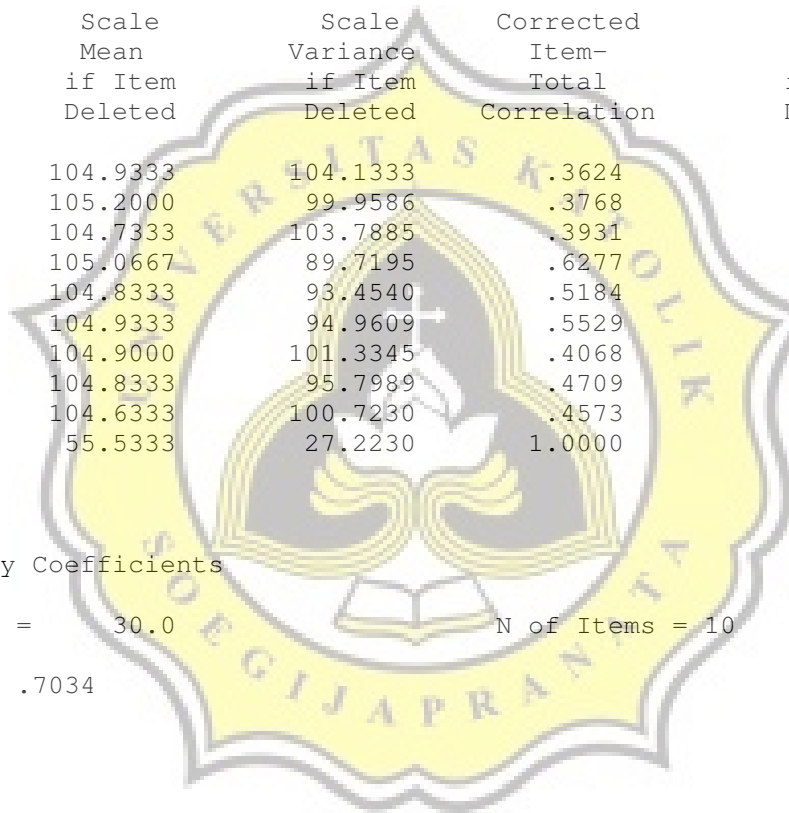 Scale Scale Corrected
Mean Variance Item-
if Item if Item Total
Deleted Deleted Correlation
104.9333 104.1333 .3624
105.2000 99.9586 .3768
104.7333 103.7885 .3931
105.0667 89.7195 .6277
104.8333 93.4540 .5184
104.9333 94.9609 .5529
104.9000 101.3345 .4068
104.8333 95.7989 .4709
104.6333 100.7230 .4573
55.5333 27.2230 1.0000
y Coefficients
= 30.0 N of Items = 10
.7034
UNIVERSITAS KATOLIK
SOEGIJAPRANATA